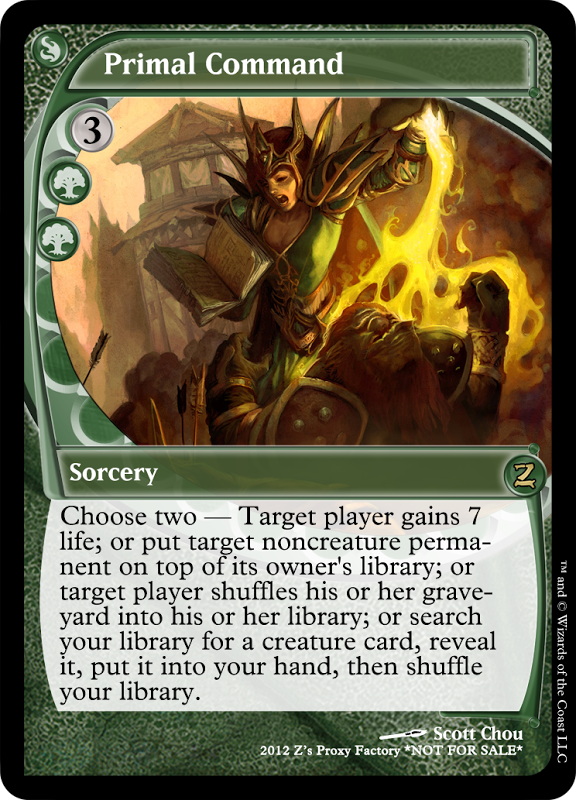 Primal Command
3
Sorcery
Z
Choose two — Target player gains 7
life; or put target noncreature perma-
nent on top of its owner's library; or
target player shuffles his or her grave-
yard into his or her library; or search
your library for a creature card, reveal
it, put it into your hand, then shuffle
your library.
Scott Chou
2012 Z's Proxy Factory *NOT FOR SALE*
™ and © Wizards of the Coast LLC